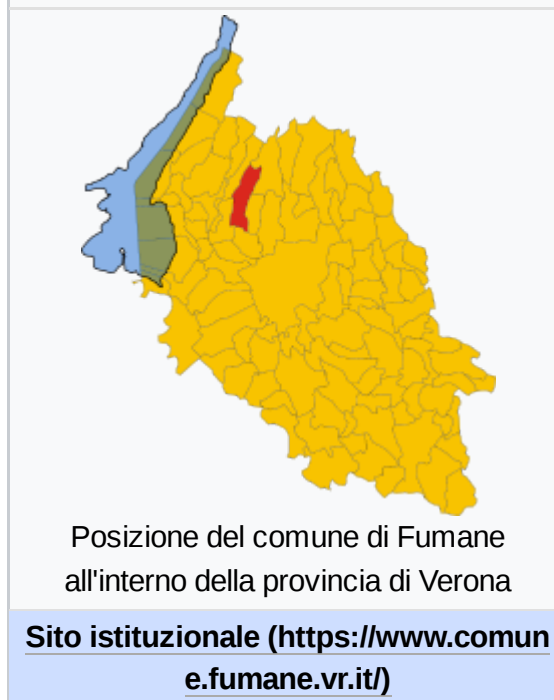 Posizione del comune di Fumane
all'interno della provincia di Verona
Sito istituzionale (https://www.comun
e.fumane.vr.it/)